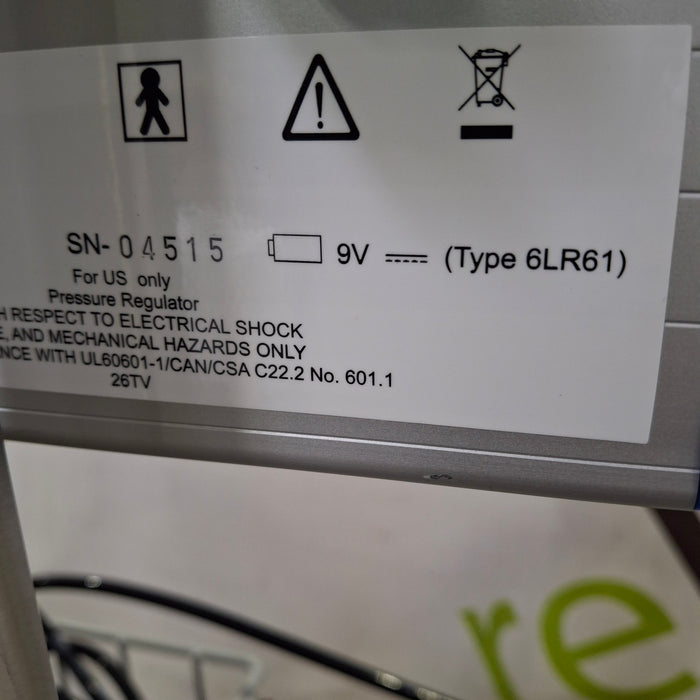 SN- 04515 9V (Type 6LR61)
For US only
Pressure Regulator
RESPECT TO ELECTRICAL SHOCK
AND MECHANICAL HAZARDS ONLY
WITH UL60601-1/CAN/CSA C22.2 No. 601.1
26TV
re